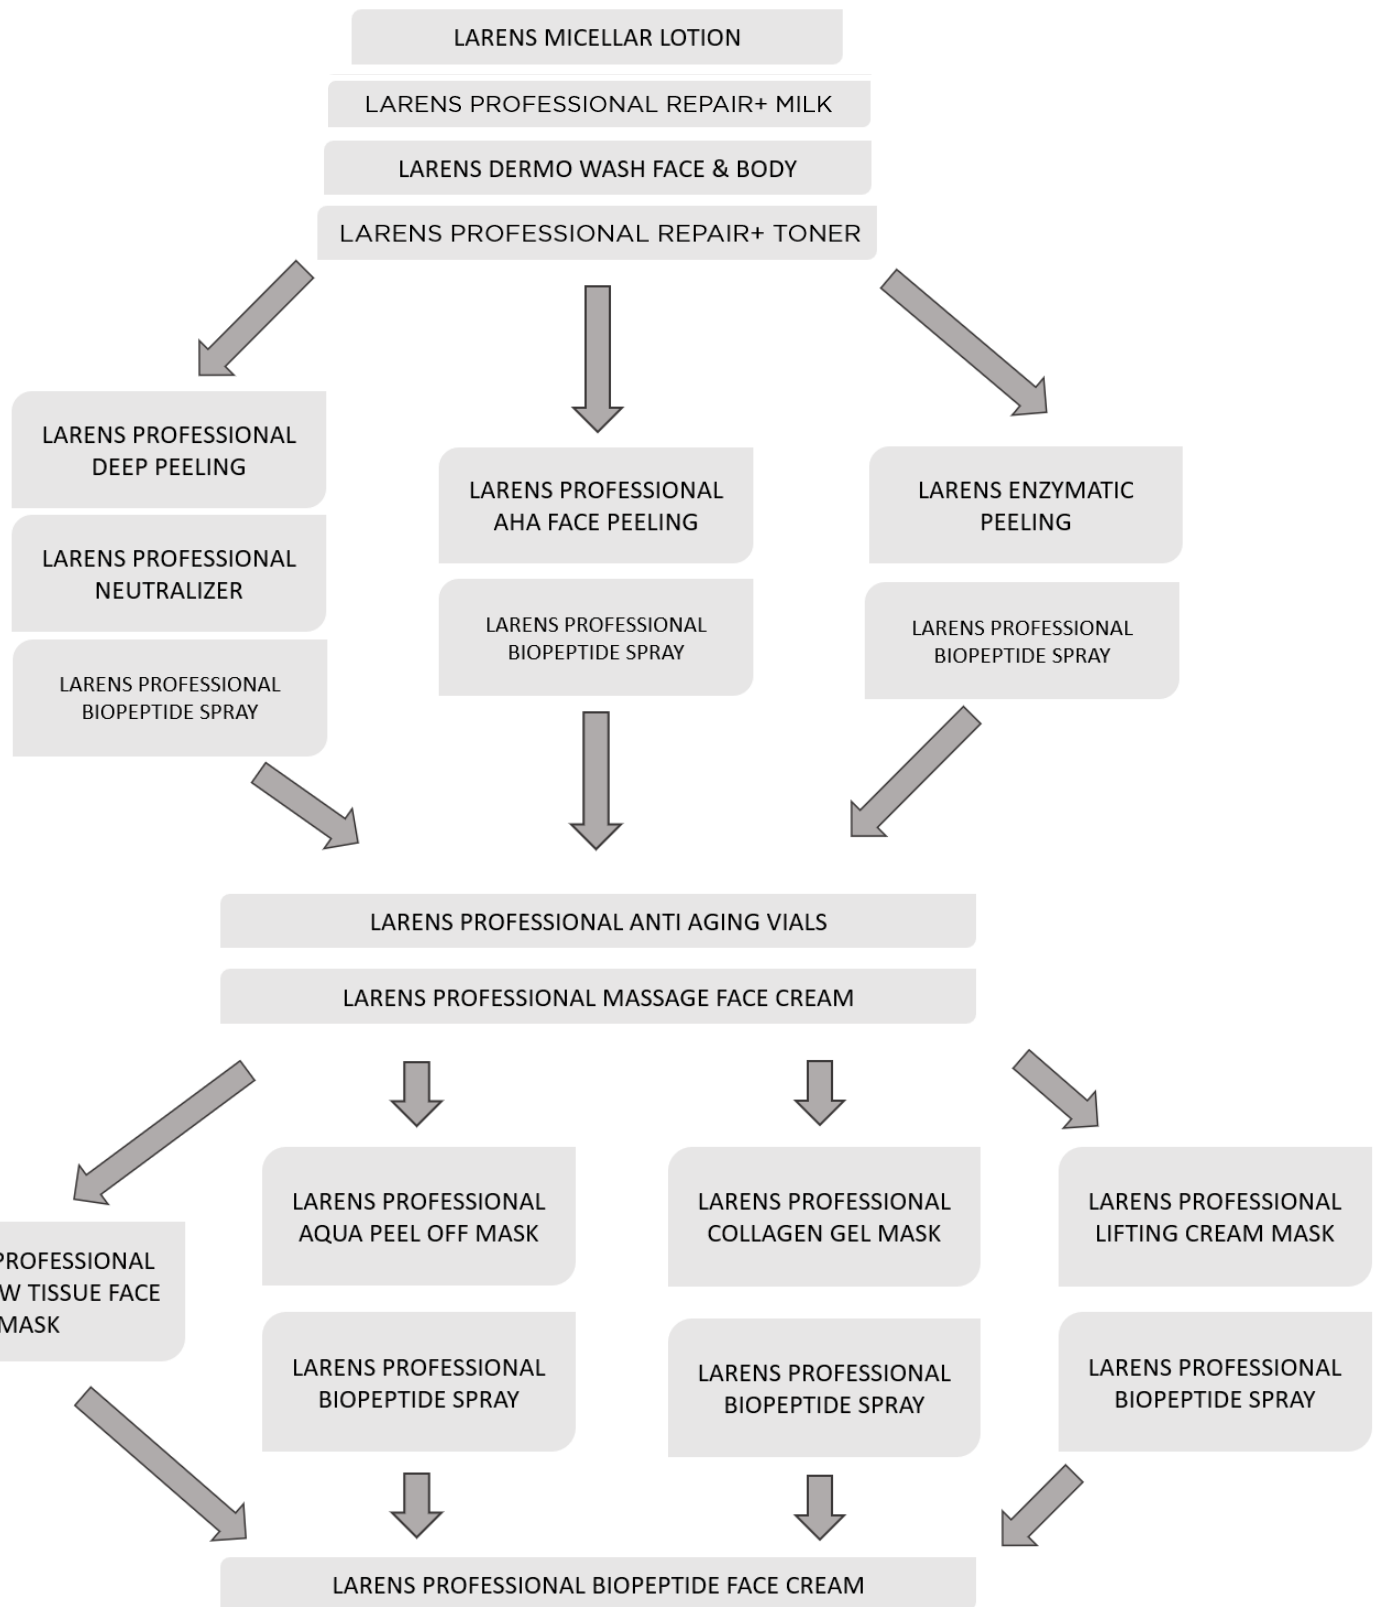 LARENS MICELLAR LOTION
LARENS PROFESSIONAL REPAIR+ MILK
LARENS DERMO WASH FACE & BODY
LARENS PROFESSIONAL REPAIR+ TONER
LARENS PROFESSIONAL
DEEP PEELING
LARENS PROFESSIONAL
NEUTRALIZER
LARENS PROFESSIONAL
BIOPEPTIDE SPRAY
LARENS PROFESSIONAL
AHA FACE PEELING
LARENS PROFESSIONAL
BIOPEPTIDE SPRAY
LARENS ENZYMATIC
PEELING
LARENS PROFESSIONAL
BIOPEPTIDE SPRAY
LARENS PROFESSIONAL ANTI AGING VIALS
LARENS PROFESSIONAL MASSAGE FACE CREAM
PROFESSIONAL
W TISSUE FACE
MASK
LARENS PROFESSIONAL
AQUA PEEL OFF MASK
LARENS PROFESSIONAL
BIOPEPTIDE SPRAY
LARENS PROFESSIONAL
COLLAGEN GEL MASK
LARENS PROFESSIONAL
BIOPEPTIDE SPRAY
LARENS PROFESSIONAL
LIFTING CREAM MASK
LARENS PROFESSIONAL
BIOPEPTIDE SPRAY
LARENS PROFESSIONAL BIOPEPTIDE FACE CREAM